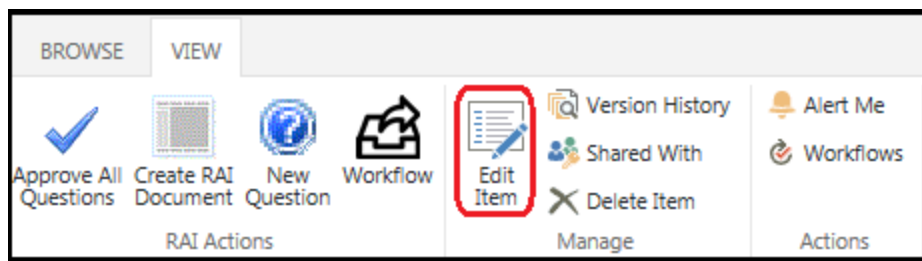 BROWSE VIEW
Approve All Questions
Create RAI Document
New Question
Workflow
Edit Item
Version History
Shared With
Delete Item
Alert Me
Workflows
RAI Actions
Manage
Actions